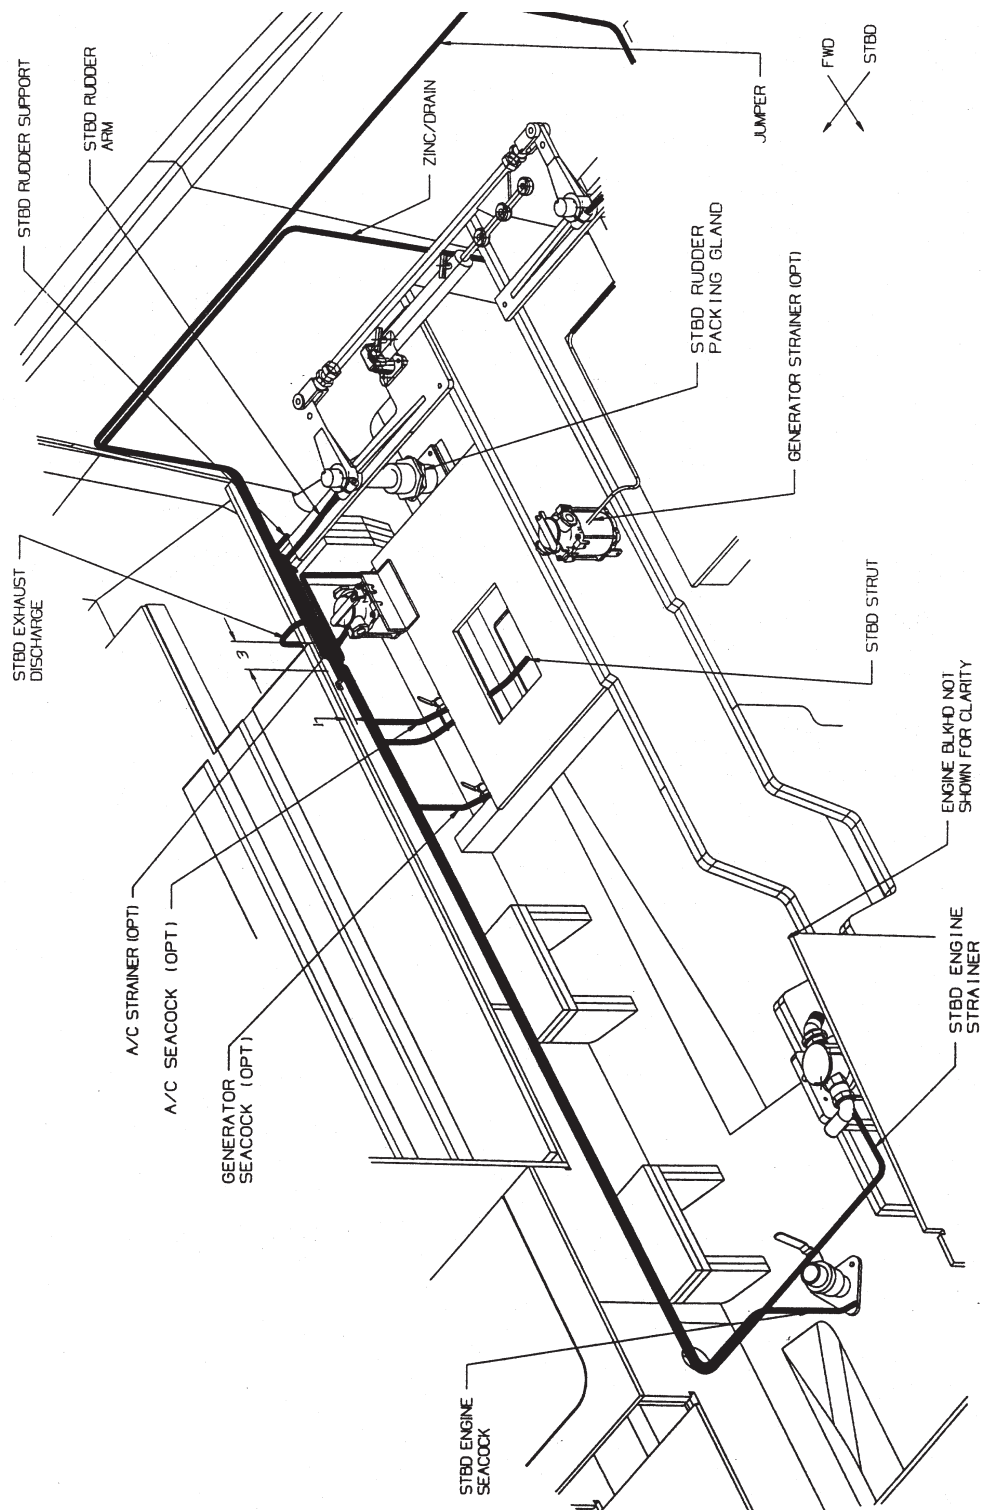 STBD RUDDER SUPPORT
STBD RUDDER
ARM
ZINC/DRAIN
JUMPER
FWD
STBD
STBD EXHAUST
DISCHARGE
3
7
STBD RUDDER
PACKING GLAND
GENERATOR STRAINER (OPT)
STBD STRUT
ENGINE BLKHD NOT
SHOWN FOR CLARITY
A/C STRAINER (OPT)
A/C SEACOCK (OPT)
GENERATOR
SEACOCK (OPT)
STBD ENGINE
STRAINER
STBD ENGINE
SEACOCK